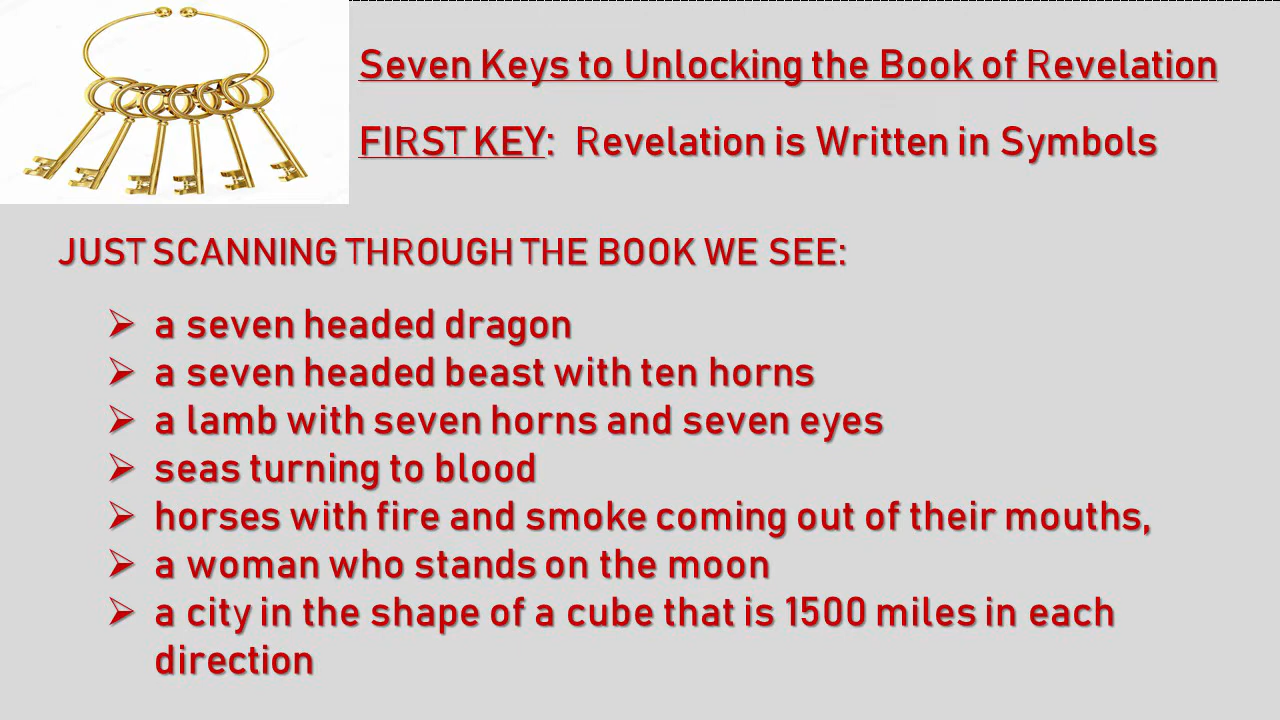 Seven Keys to Unlocking the Book of Revelation
FIRST KEY: Revelation is Written in Symbols
JUST SCANNING THROUGH THE BOOK WE SEE:
➢ a seven headed dragon
➢ a seven headed beast with ten horns
➢ a lamb with seven horns and seven eyes
➢ seas turning to blood
➢ horses with fire and smoke coming out of their mouths,
➢ a woman who stands on the moon
➢ a city in the shape of a cube that is 1500 miles in each
direction